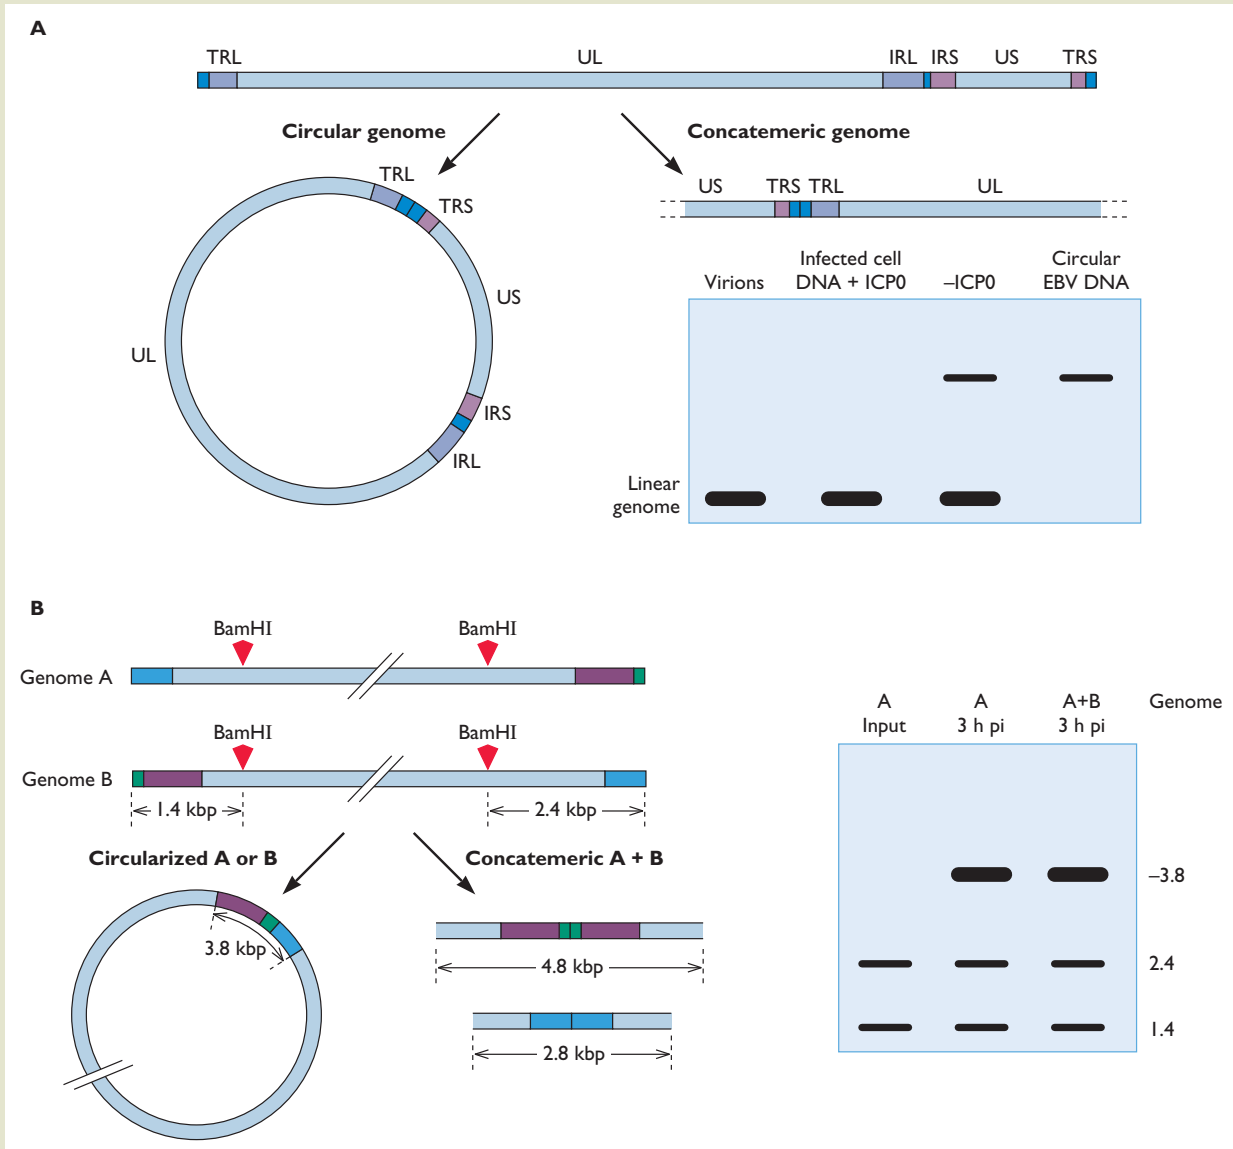 A
TRL UL IRL IRS US TRS
Circular genome
Concatemeric genome
TRL
TRS
US
UL
IRS
IRL
US TRS TRL UL
Virions
Infected cell
DNA + ICP0
–ICP0
Circular
EBV DNA
Linear
genome
B
BamHI BamHI
Genome A
BamHI BamHI
Genome B
1.4 kbp 2.4 kbp
Circularized A or B
Concatemeric A + B
3.8 kbp
4.8 kbp
2.8 kbp
A
Input
A
3 h pi
A+B
3 h pi
Genome
–3.8
2.4
1.4